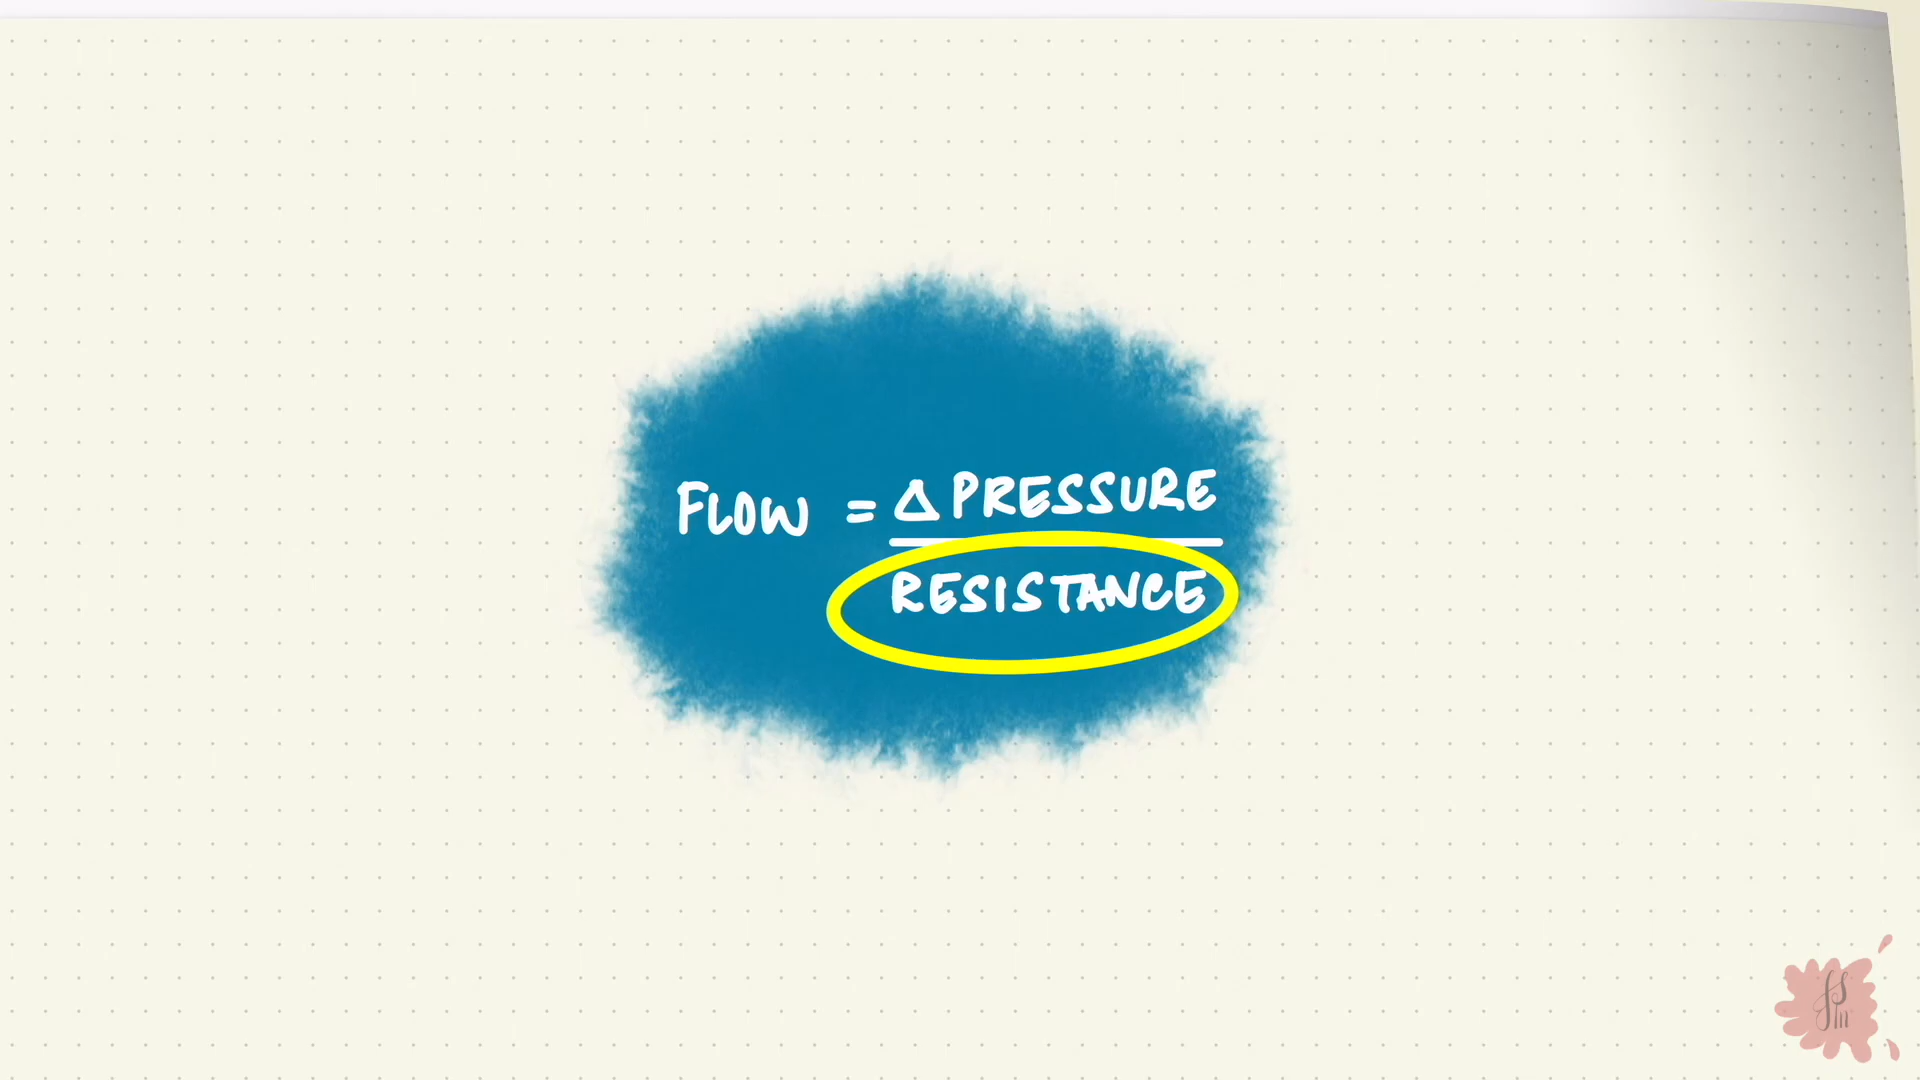 FLOW = Δ PRESSURE
RESISTANCE